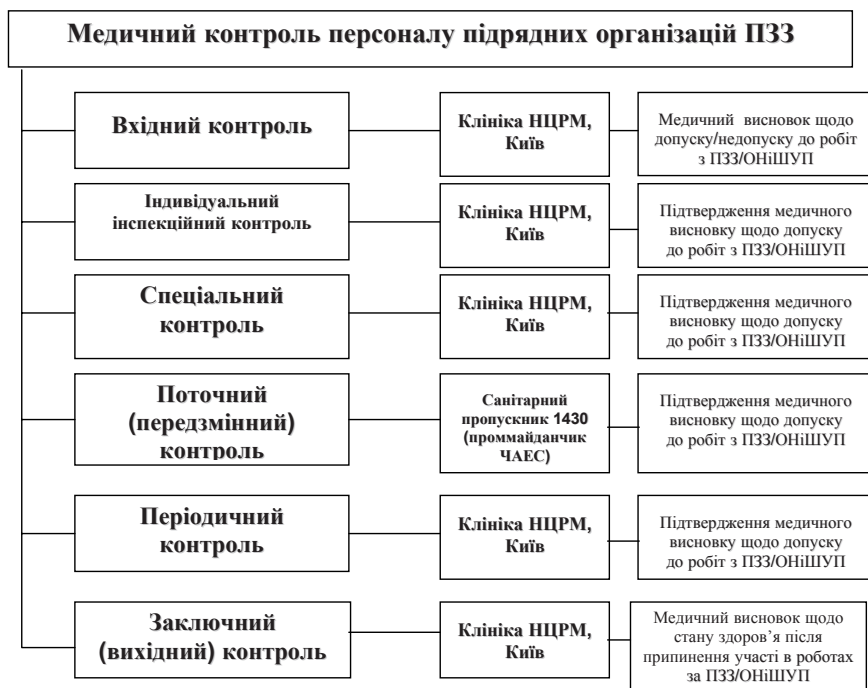 Медичний контроль персоналу підрядних організацій ПЗЗ
Вхідний контроль
Клініка НЦРМ,
Київ
Медичний висновок щодо
допуску/недопуску до робіт
з ПЗЗ/ОНіШУП
Індивідуальний
інспекційний контроль
Клініка НЦРМ,
Київ
Підтвердження медичного
висновку щодо допуску
до робіт з ПЗЗ/ОНіШУП
Спеціальний
контроль
Клініка НЦРМ,
Київ
Підтвердження медичного
висновку щодо допуску
до робіт з ПЗЗ/ОНіШУП
Поточний
(передзмінний)
контроль
Санітарний
пропускник 1430
(проммайданчик
ЧАЕС)
Підтвердження медичного
висновку щодо допуску
до робіт з ПЗЗ/ОНіШУП
Періодичний
контроль
Клініка НЦРМ,
Київ
Підтвердження медичного
висновку щодо допуску
до робіт з ПЗЗ/ОНіШУП
Заключний
(вихідний) контроль
Клініка НЦРМ,
Київ
Медичний висновок щодо
стану здоров’я після
припинення участі в роботах
за ПЗЗ/ОНіШУП